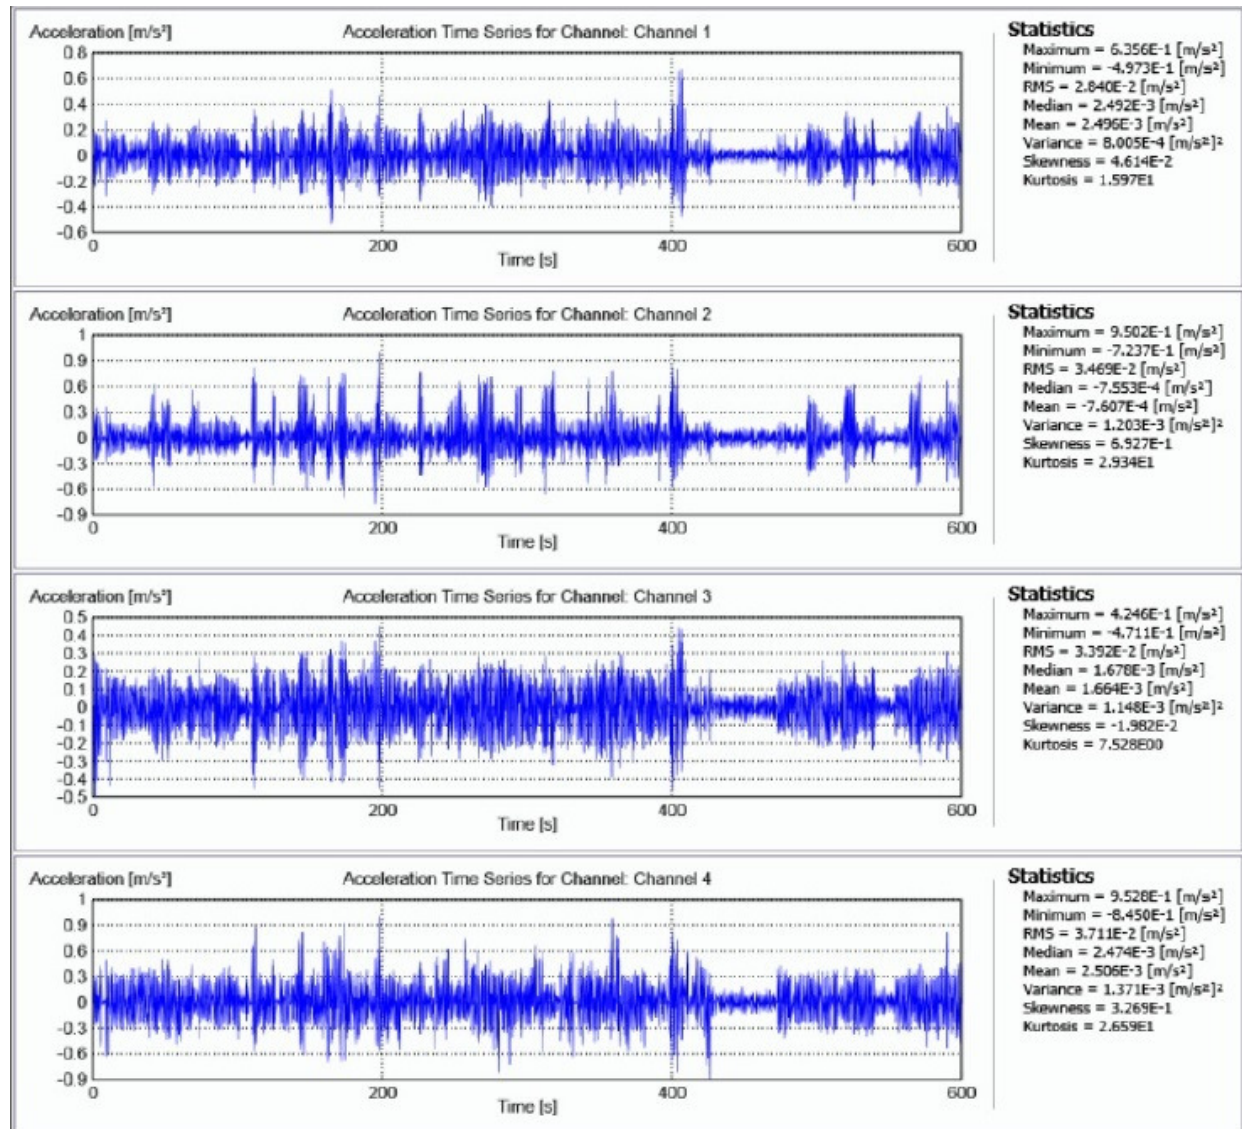 Acceleration [m/s²] Acceleration Time Series for Channel: Channel 1
0.8
0.6
0.4
0.2
0
-0.2
-0.4
-0.6
0 200 400 600
Time [s]
Statistics
Maximum = 6.356E-1 [m/s²]
Minimum = -4.973E-1 [m/s²]
RMS = 2.840E-2 [m/s²]
Median = 2.492E-3 [m/s²]
Mean = 2.496E-3 [m/s²]
Variance = 8.005E-4 [m/s²]²
Skewness = 4.614E-2
Kurtosis = 1.597E1
Acceleration [m/s²] Acceleration Time Series for Channel: Channel 2
1
0.9
0.6
0.3
0
-0.3
-0.6
-0.9
0 200 400 600
Time [s]
Statistics
Maximum = 9.502E-1 [m/s²]
Minimum = -7.237E-1 [m/s²]
RMS = 3.469E-2 [m/s²]
Median = -7.553E-4 [m/s²]
Mean = -7.607E-4 [m/s²]
Variance = 1.203E-3 [m/s²]²
Skewness = 6.927E-1
Kurtosis = 2.934E1
Acceleration [m/s²] Acceleration Time Series for Channel: Channel 3
0.5
0.4
0.3
0.2
0.1
0
-0.1
-0.2
-0.3
-0.4
-0.5
0 200 400 600
Time [s]
Statistics
Maximum = 4.246E-1 [m/s²]
Minimum = -4.711E-1 [m/s²]
RMS = 3.392E-2 [m/s²]
Median = 1.678E-3 [m/s²]
Mean = 1.664E-3 [m/s²]
Variance = 1.148E-3 [m/s²]²
Skewness = -1.982E-2
Kurtosis = 7.528E00
Acceleration [m/s²] Acceleration Time Series for Channel: Channel 4
1
0.9
0.6
0.3
0
-0.3
-0.6
-0.9
0 200 400 600
Time [s]
Statistics
Maximum = 9.528E-1 [m/s²]
Minimum = -8.450E-1 [m/s²]
RMS = 3.711E-2 [m/s²]
Median = 2.474E-3 [m/s²]
Mean = 2.506E-3 [m/s²]
Variance = 1.371E-3 [m/s²]²
Skewness = 3.269E-1
Kurtosis = 2.659E1